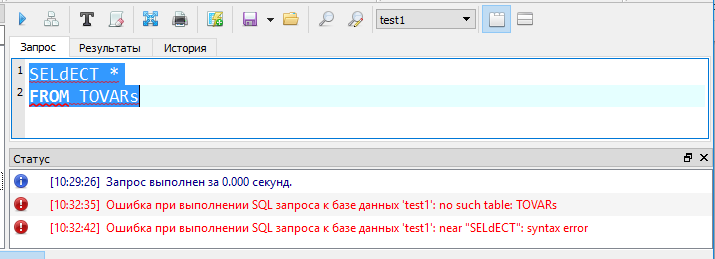 test1
Запрос Результаты История
1 SELdECT *
2 FROM TOVARs
Статус
[10:29:26] Запрос выполнен за 0.000 секунд.
[10:32:35] Ошибка при выполнении SQL запроса к базе данных 'test1': no such table: TOVARs
[10:32:42] Ошибка при выполнении SQL запроса к базе данных 'test1': near "SELdECT": syntax error